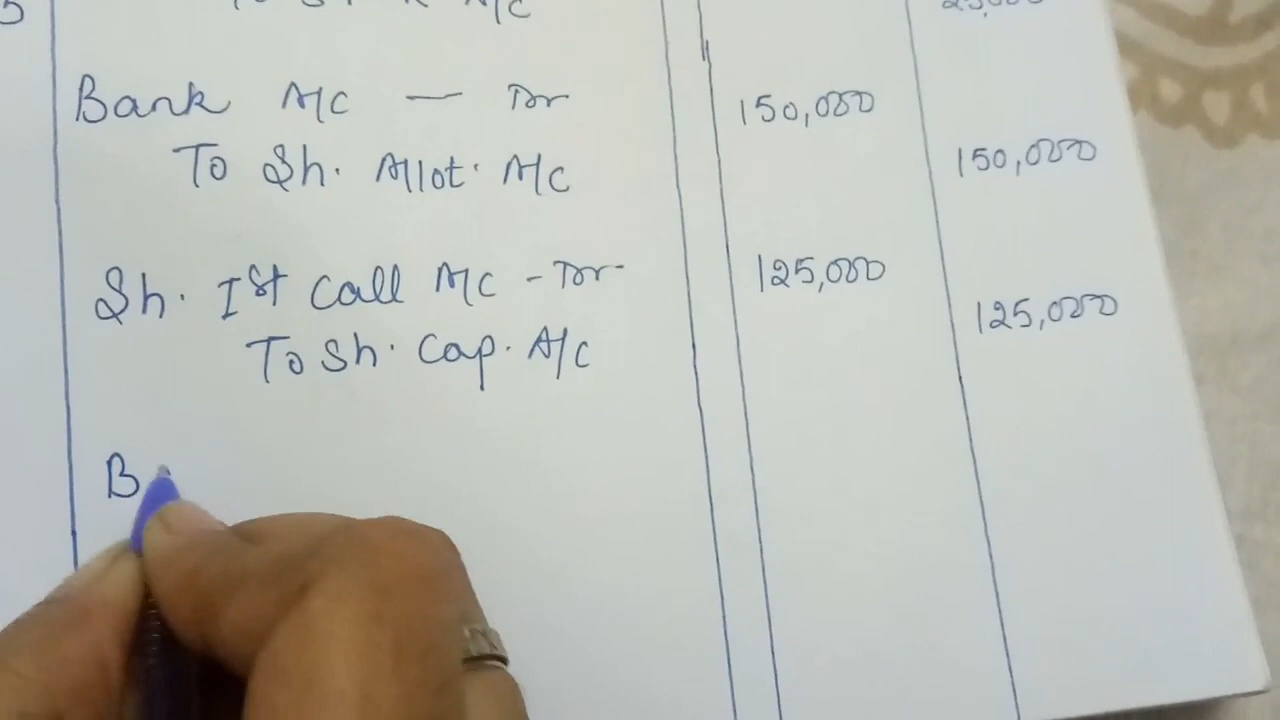 Bank A/C — Dr 150,000
To Sh. Allot. A/C 150,000
Sh. Ist Call A/C - Dr 125,000
To Sh. Cap. A/C 125,000
B